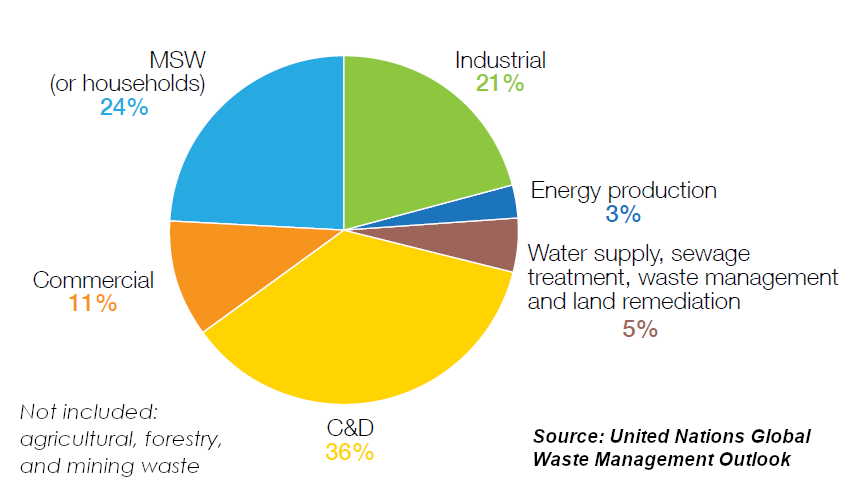 MSW
(or households)
24%
Industrial
21%
Energy production
3%
Water supply, sewage
treatment, waste management
and land remediation
5%
Commercial
11%
C&D
36%
Not included:
agricultural, forestry,
and mining waste
Source: United Nations Global
Waste Management Outlook